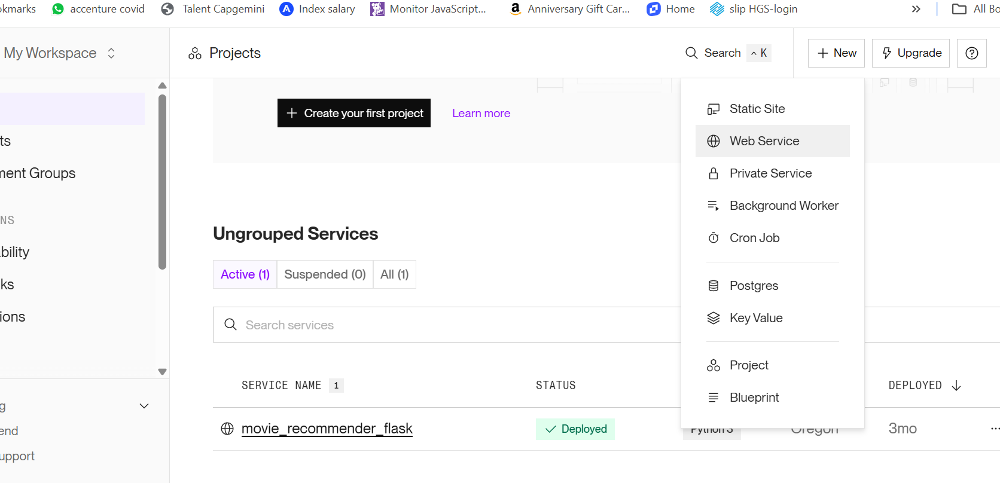 accenture covid Talent Capgemini Index salary Monitor JavaScript... Anniversary Gift Car... Home slip HGS-login » All Bo
My Workspace Projects Search ^ K + New Upgrade ?
+ Create your first project Learn more
Static Site
Web Service
Private Service
Background Worker
Cron Job
Postgres
Key Value
Project
Blueprint
ts
ment Groups
NS
bility
ks
ions
Ungrouped Services
Active (1) Suspended (0) All (1)
Search services
SERVICE NAME 1 STATUS DEPLOYED ↓
movie_recommender_flask Deployed Python 3 Oregon 3mo ...
g
end
upport